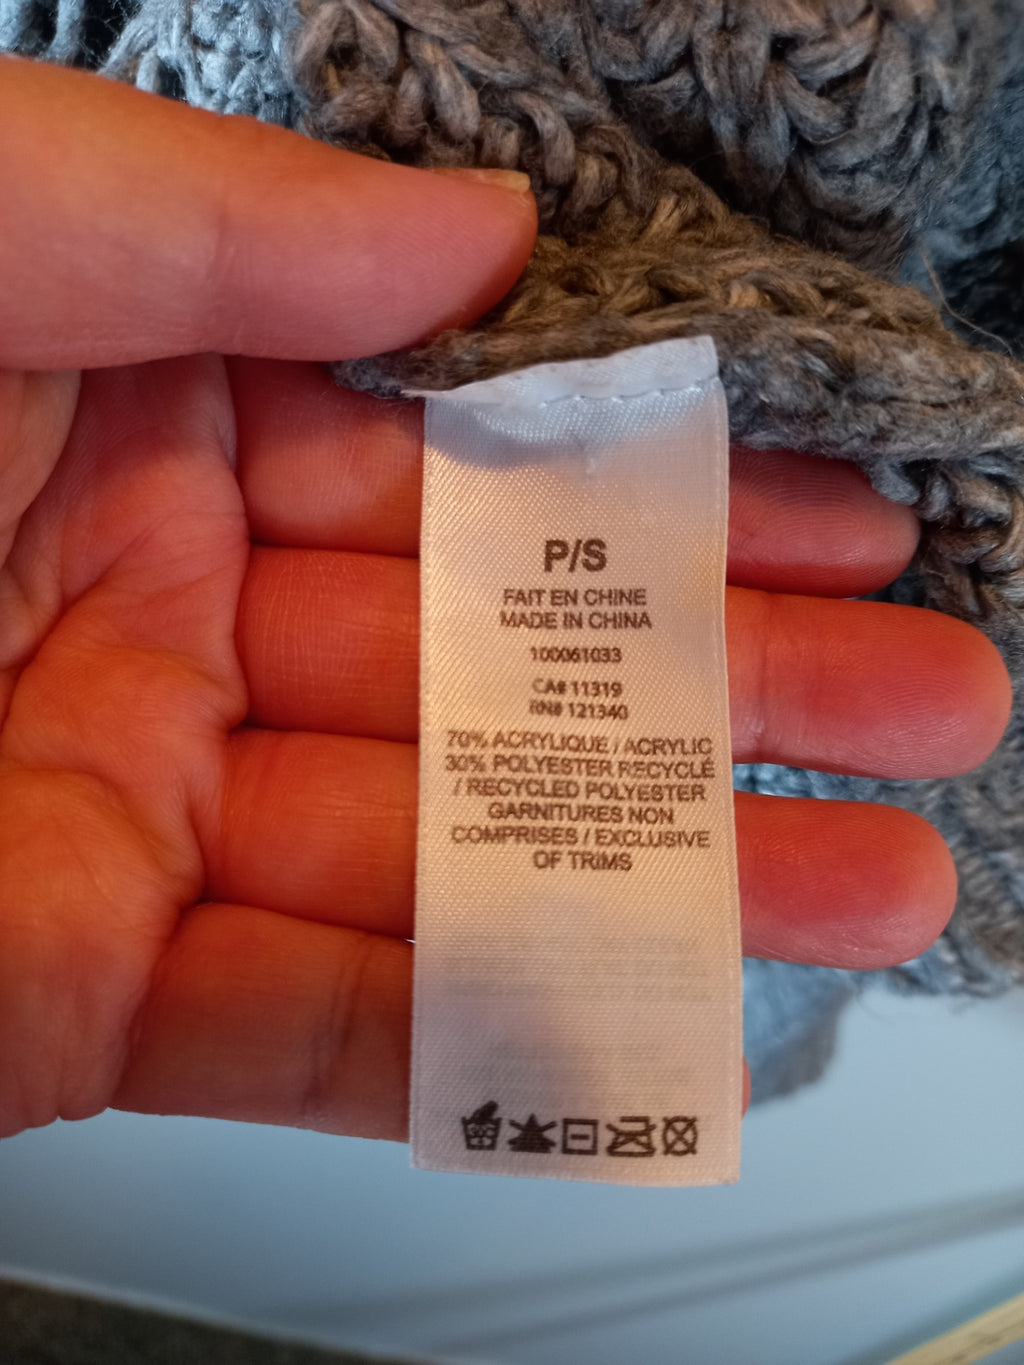 P/S
FAIT EN CHINE
MADE IN CHINA
100061033
CA# 11319
RN# 121340
70% ACRYLIQUE / ACRYLIC
30% POLYESTER RECYCLÉ
/ RECYCLED POLYESTER
GARNITURES NON
COMPRISES / EXCLUSIVE
OF TRIMS